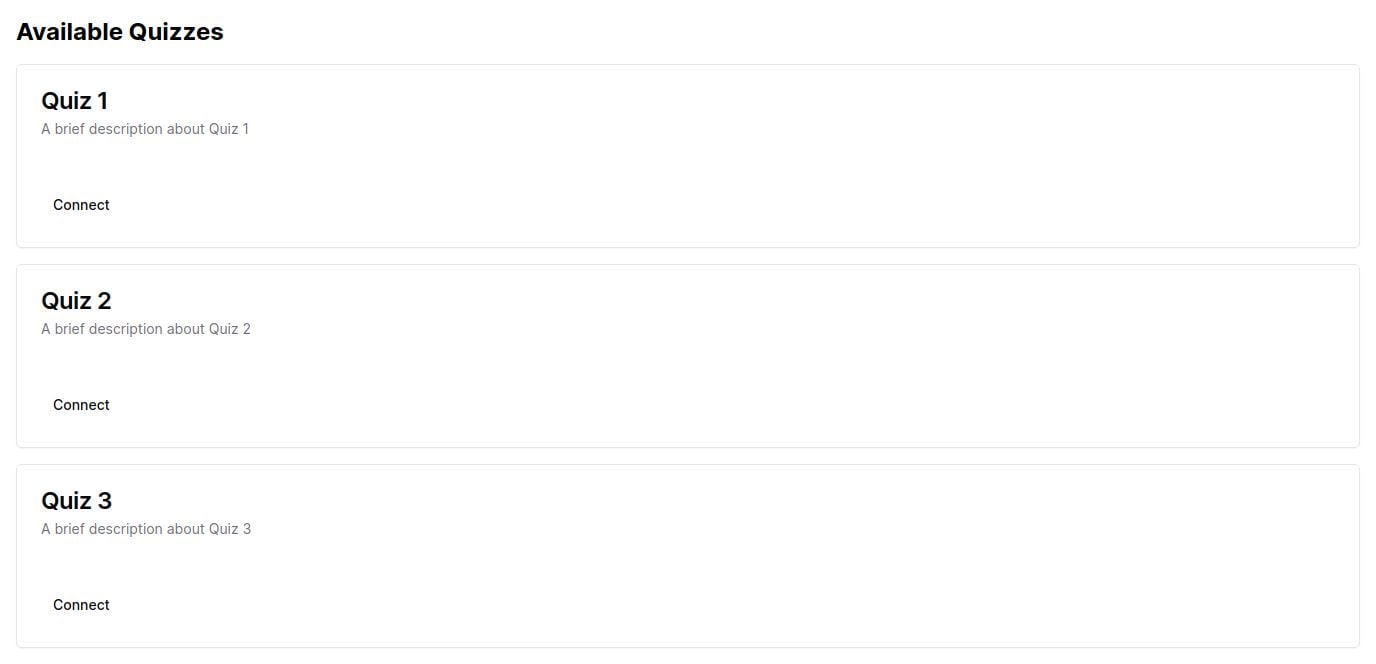 Available Quizzes
Quiz 1
A brief description about Quiz 1
Connect
Quiz 2
A brief description about Quiz 2
Connect
Quiz 3
A brief description about Quiz 3
Connect